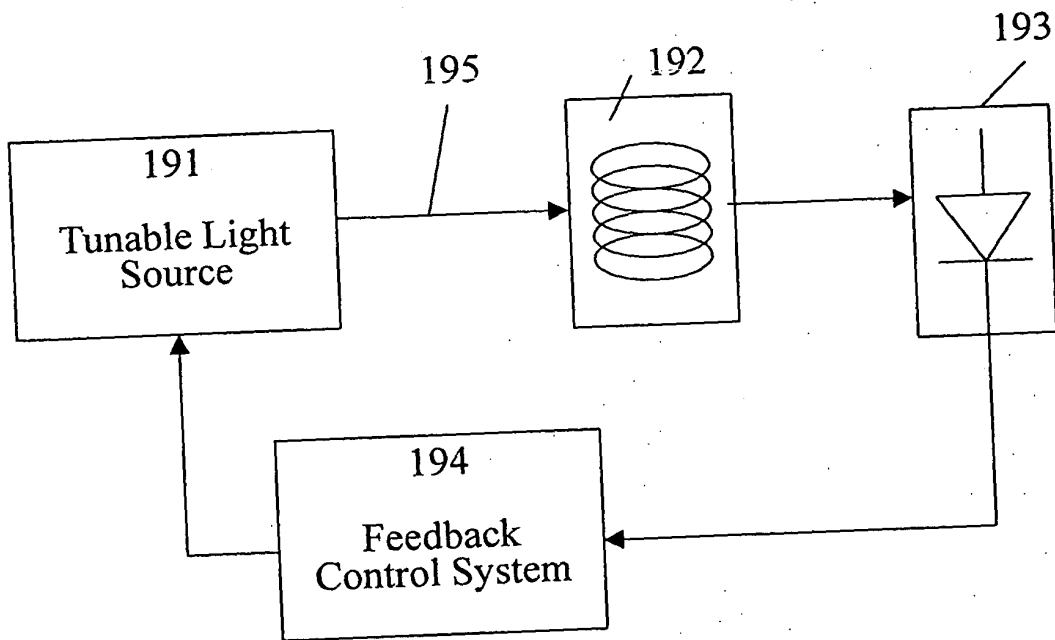 193
195
192
191
Tunable Light
Source
194
Feedback
Control System